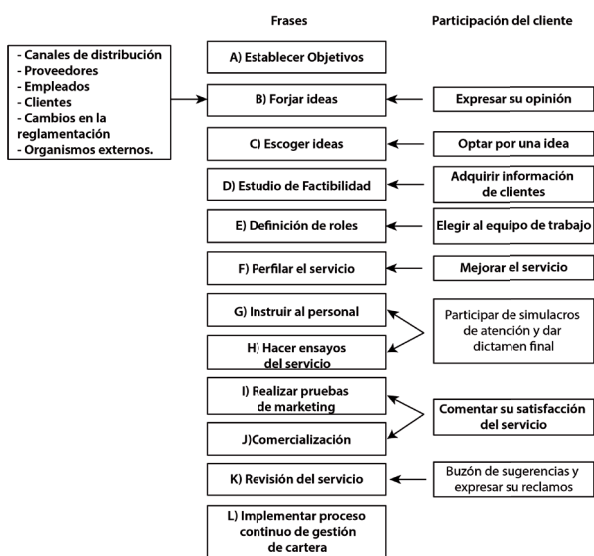 Frases
Participación del cliente
- Canales de distribución
- Proveedores
- Empleados
- Clientes
- Cambios en la
reglamentación
- Organismos externos.
A) Establecer Objetivos
B) Forjar ideas
Expresar su opinión
C) Escoger ideas
Optar por una idea
D) Estudio de Factibilidad
Adquirir información
de clientes
E) Definición de roles
Elegir al equipo de trabajo
F) Perfilar el servicio
Mejorar el servicio
G) Instruir al personal
H) Hacer ensayos
del servicio
Participar de simulacros
de atención y dar
dictamen final
I) Realizar pruebas
de marketing
J)Comercialización
Comentar su satisfacción
del servicio
K) Revisión del servicio
Buzón de sugerencias y
expresar su reclamos
L) Implementar proceso
continuo de gestión
de cartera